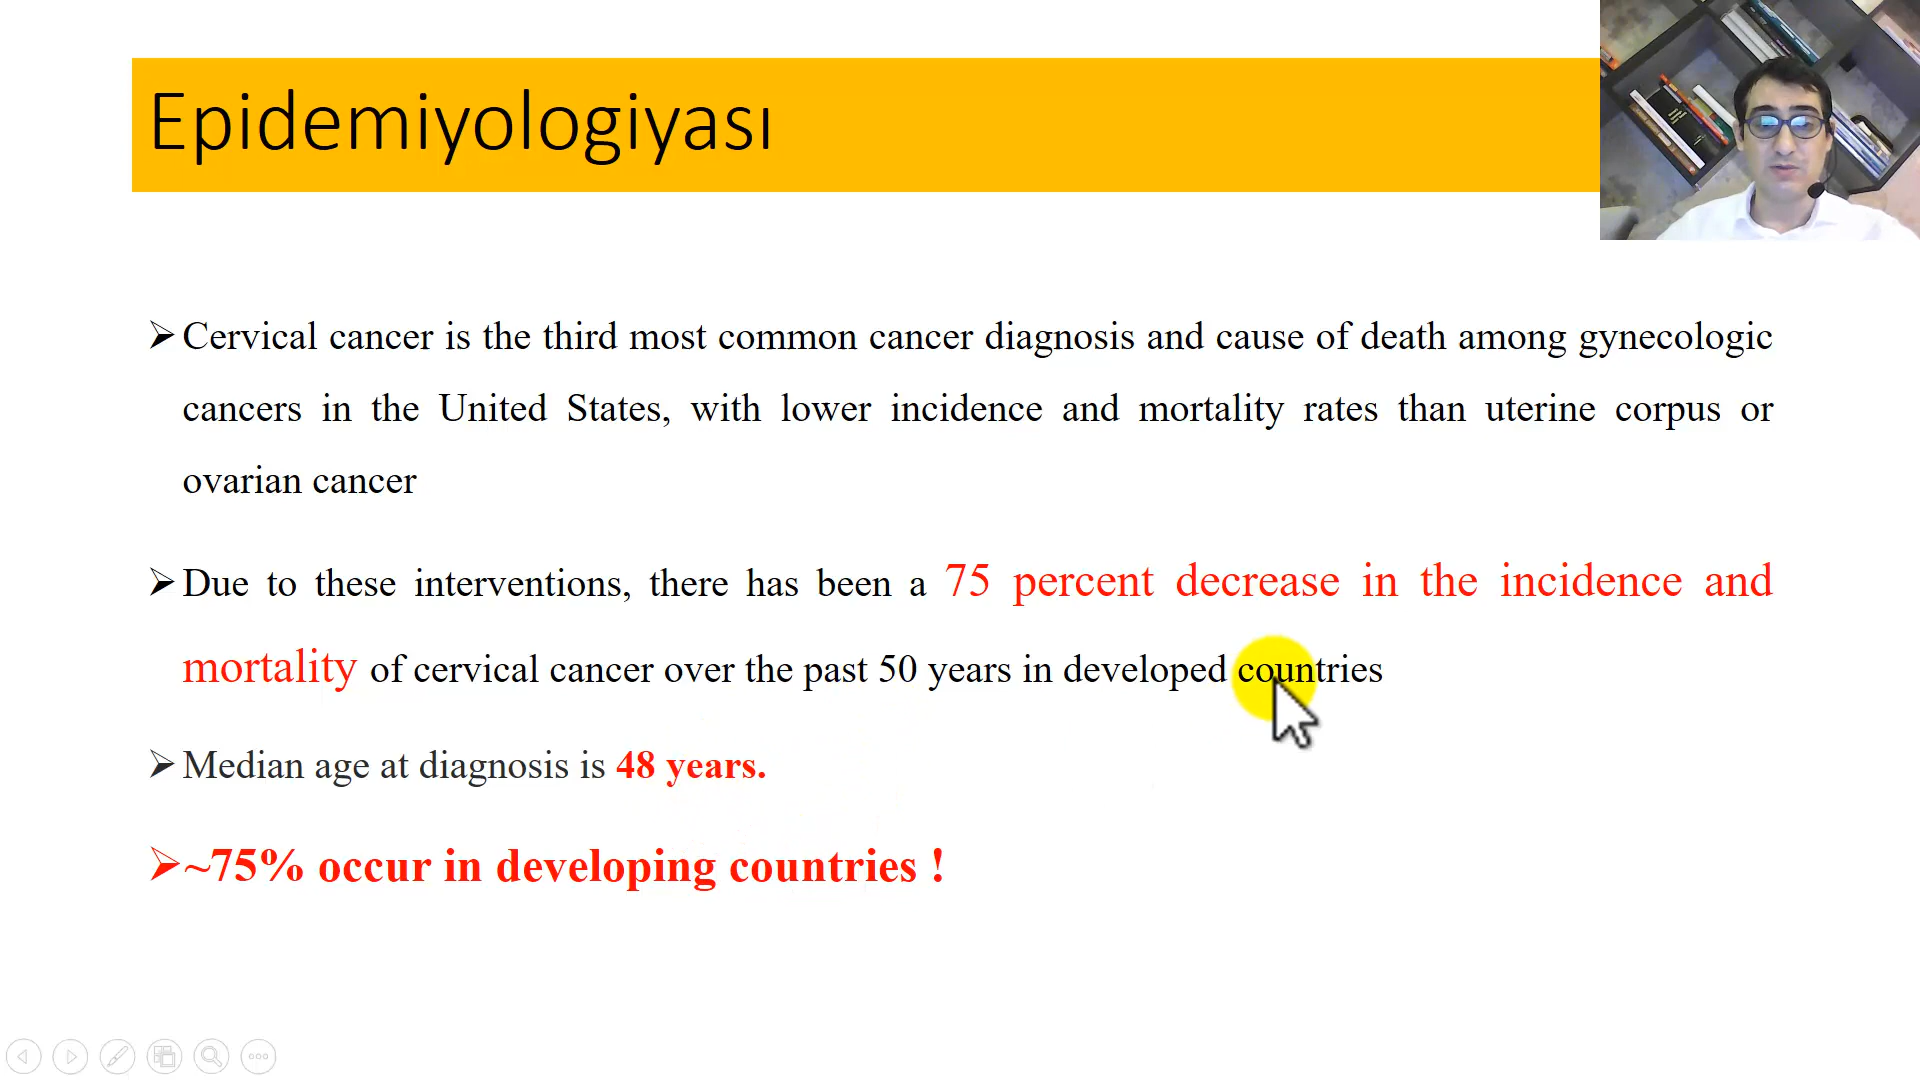 Epidemiyologiyası
➢Cervical cancer is the third most common cancer diagnosis and cause of death among gynecologic
cancers in the United States, with lower incidence and mortality rates than uterine corpus or
ovarian cancer
➢Due to these interventions, there has been a 75 percent decrease in the incidence and
mortality of cervical cancer over the past 50 years in developed countries
➢Median age at diagnosis is 48 years.
➢~75% occur in developing countries !